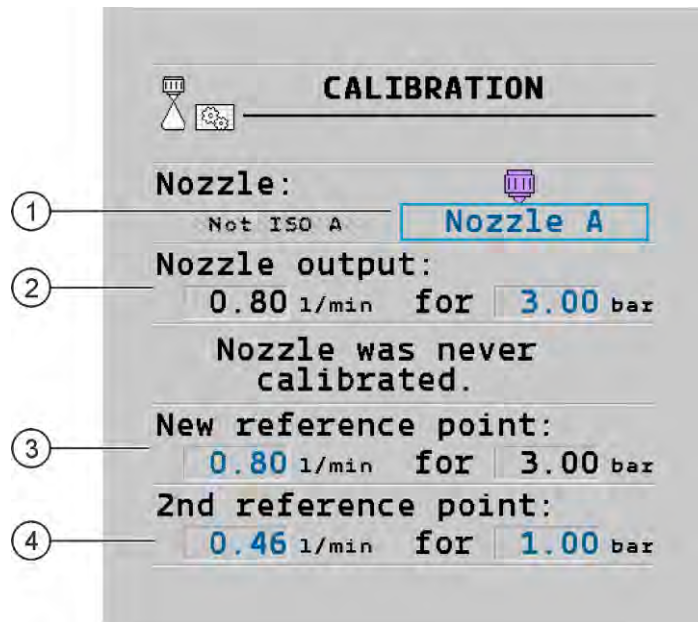 CALIBRATION
Nozzle:
1
Not ISO A Nozzle A
Nozzle output:
2
0.80 l/min for 3.00 bar
Nozzle was never
calibrated.
New reference point:
3
0.80 l/min for 3.00 bar
2nd reference point:
4
0.46 l/min for 1.00 bar